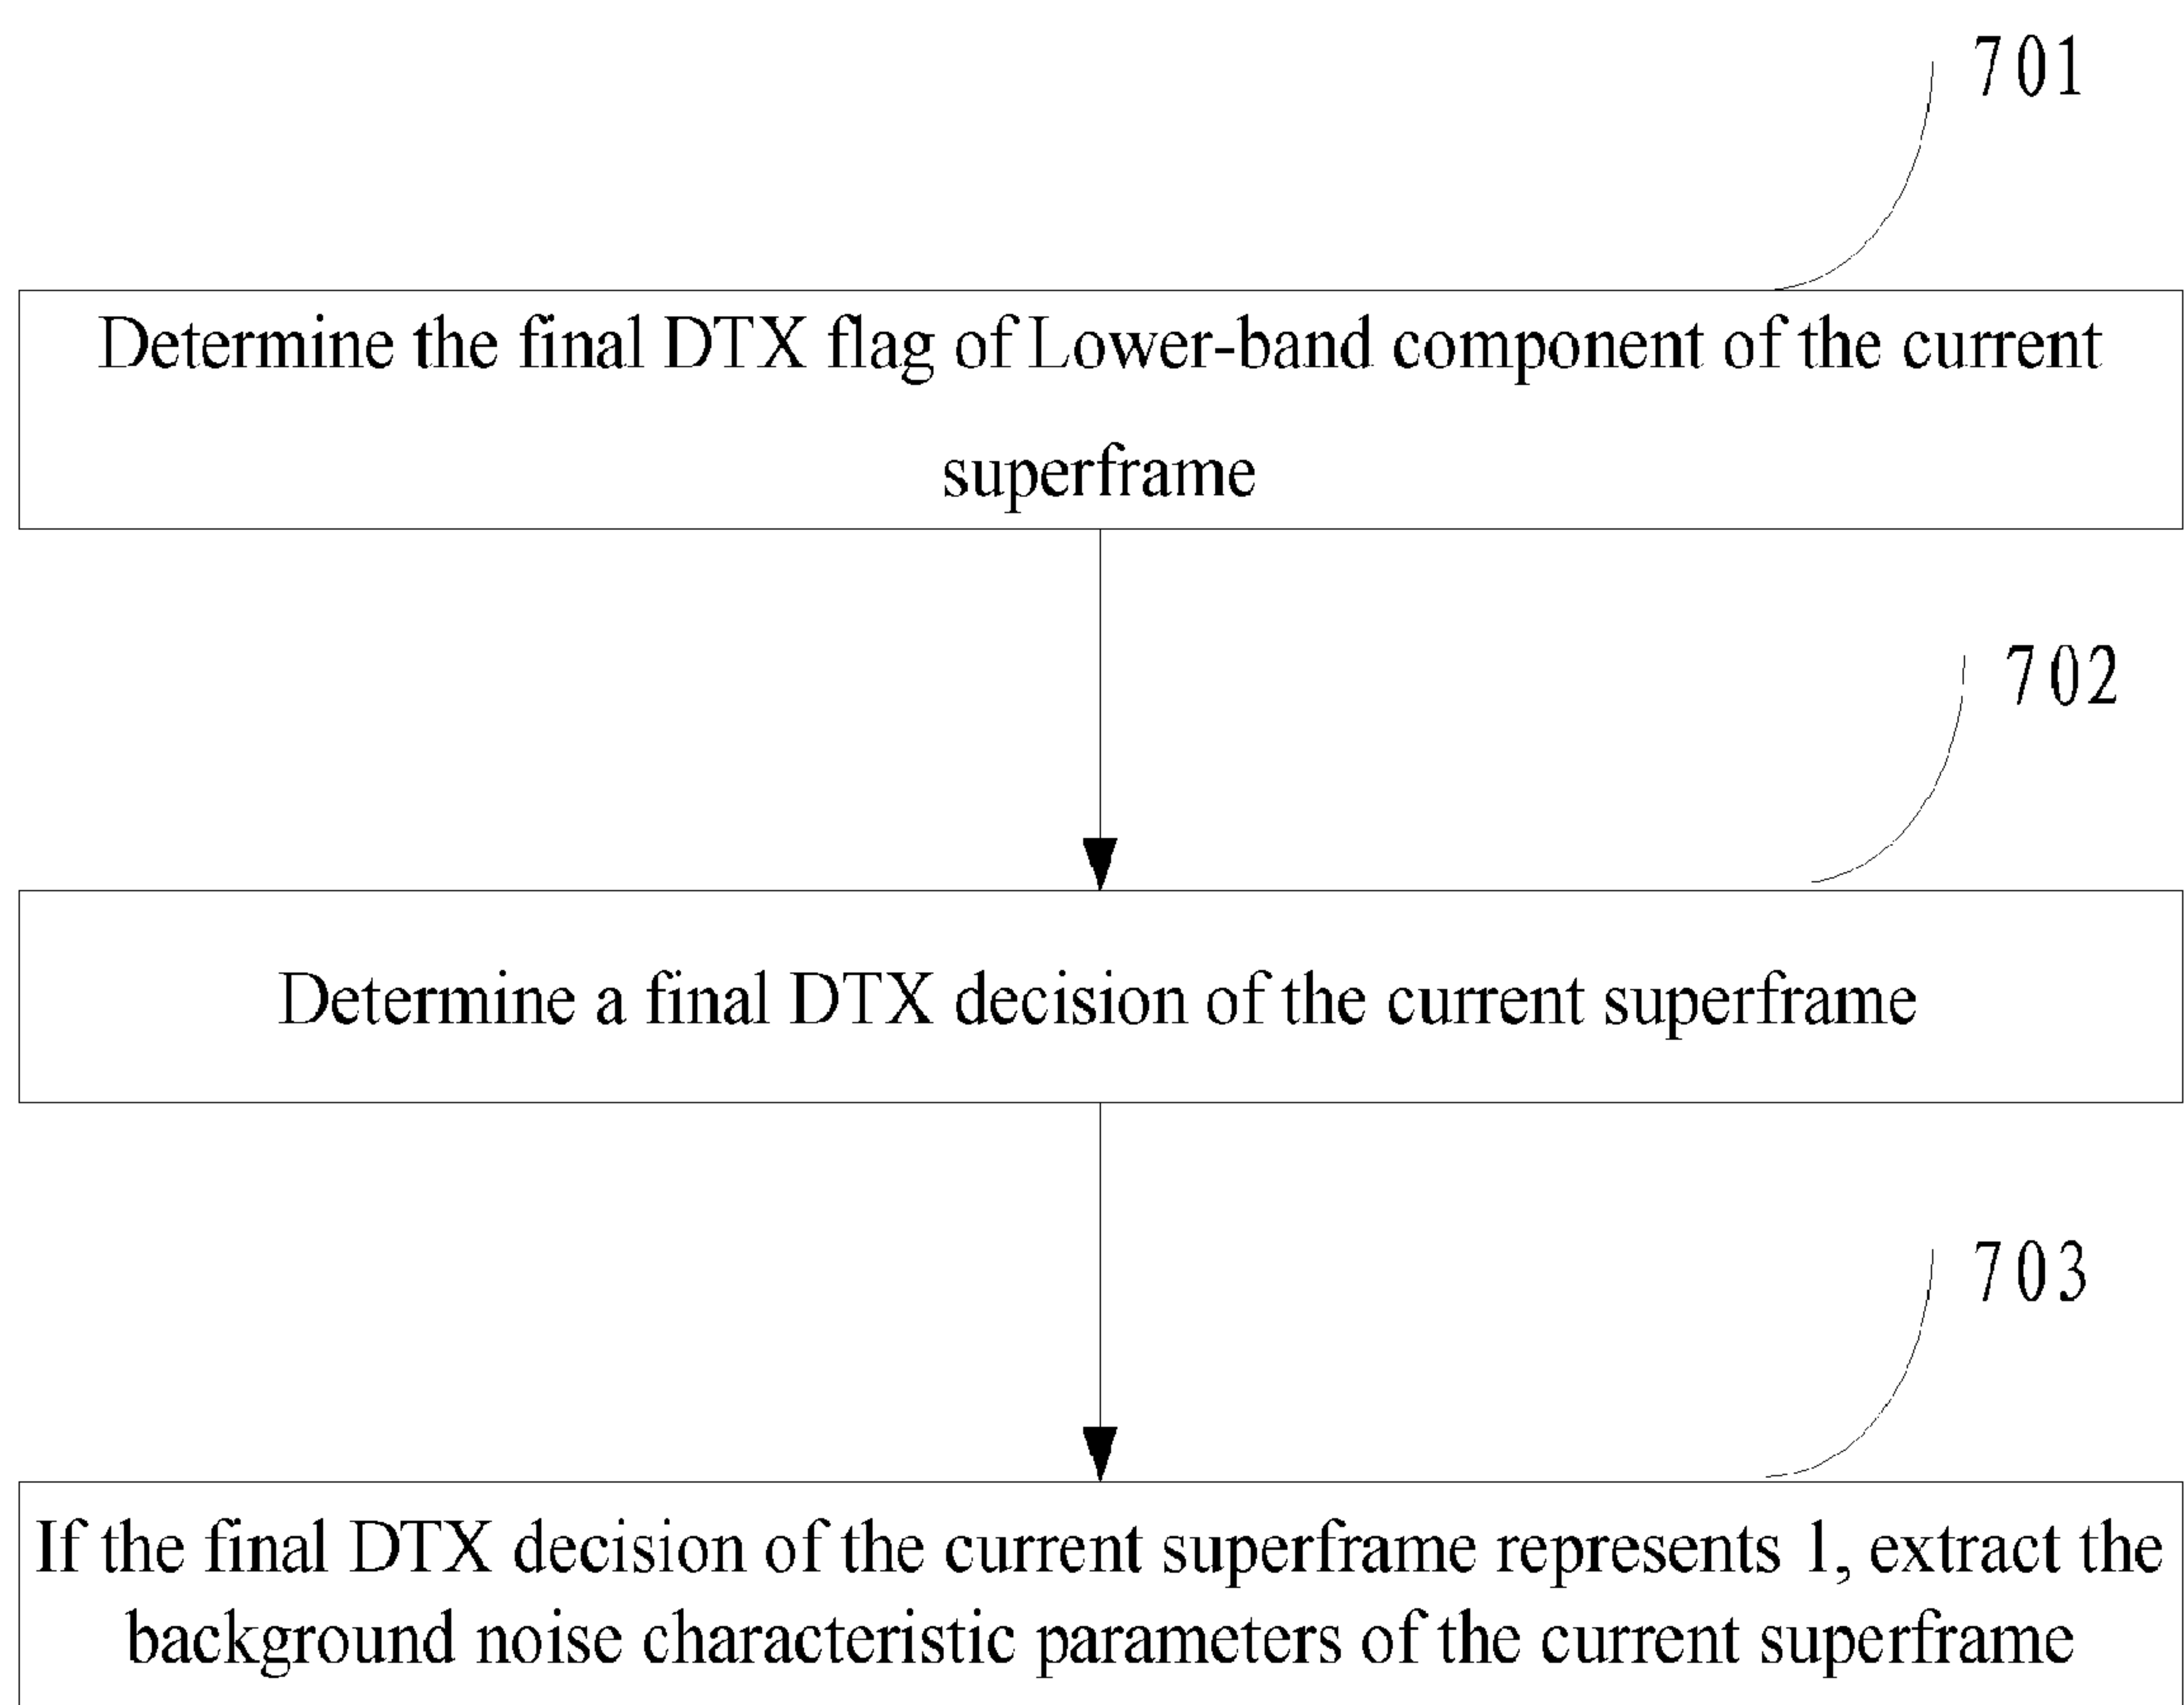 701
Determine the final DTX flag of Lower-band component of the current
superframe
702
Determine a final DTX decision of the current superframe
703
If the final DTX decision of the current superframe represents 1, extract the
background noise characteristic parameters of the current superframe